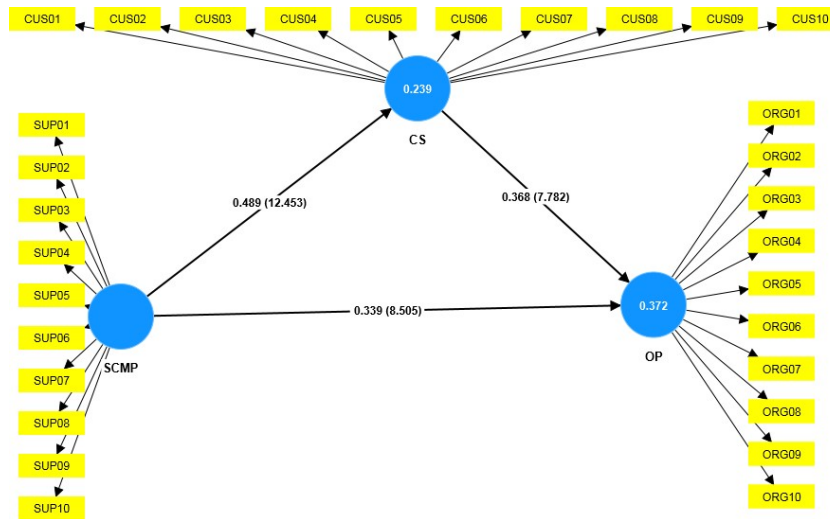 CUS01 CUS02 CUS03 CUS04 CUS05 CUS06 CUS07 CUS08 CUS09 CUS10
0.239
CS
SUP01
SUP02
SUP03
SUP04
SUP05
SUP06
SUP07
SUP08
SUP09
SUP10
SCMP
0.489 (12.453)
0.368 (7.782)
0.339 (8.505)
0.372
OP
ORG01
ORG02
ORG03
ORG04
ORG05
ORG06
ORG07
ORG08
ORG09
ORG10